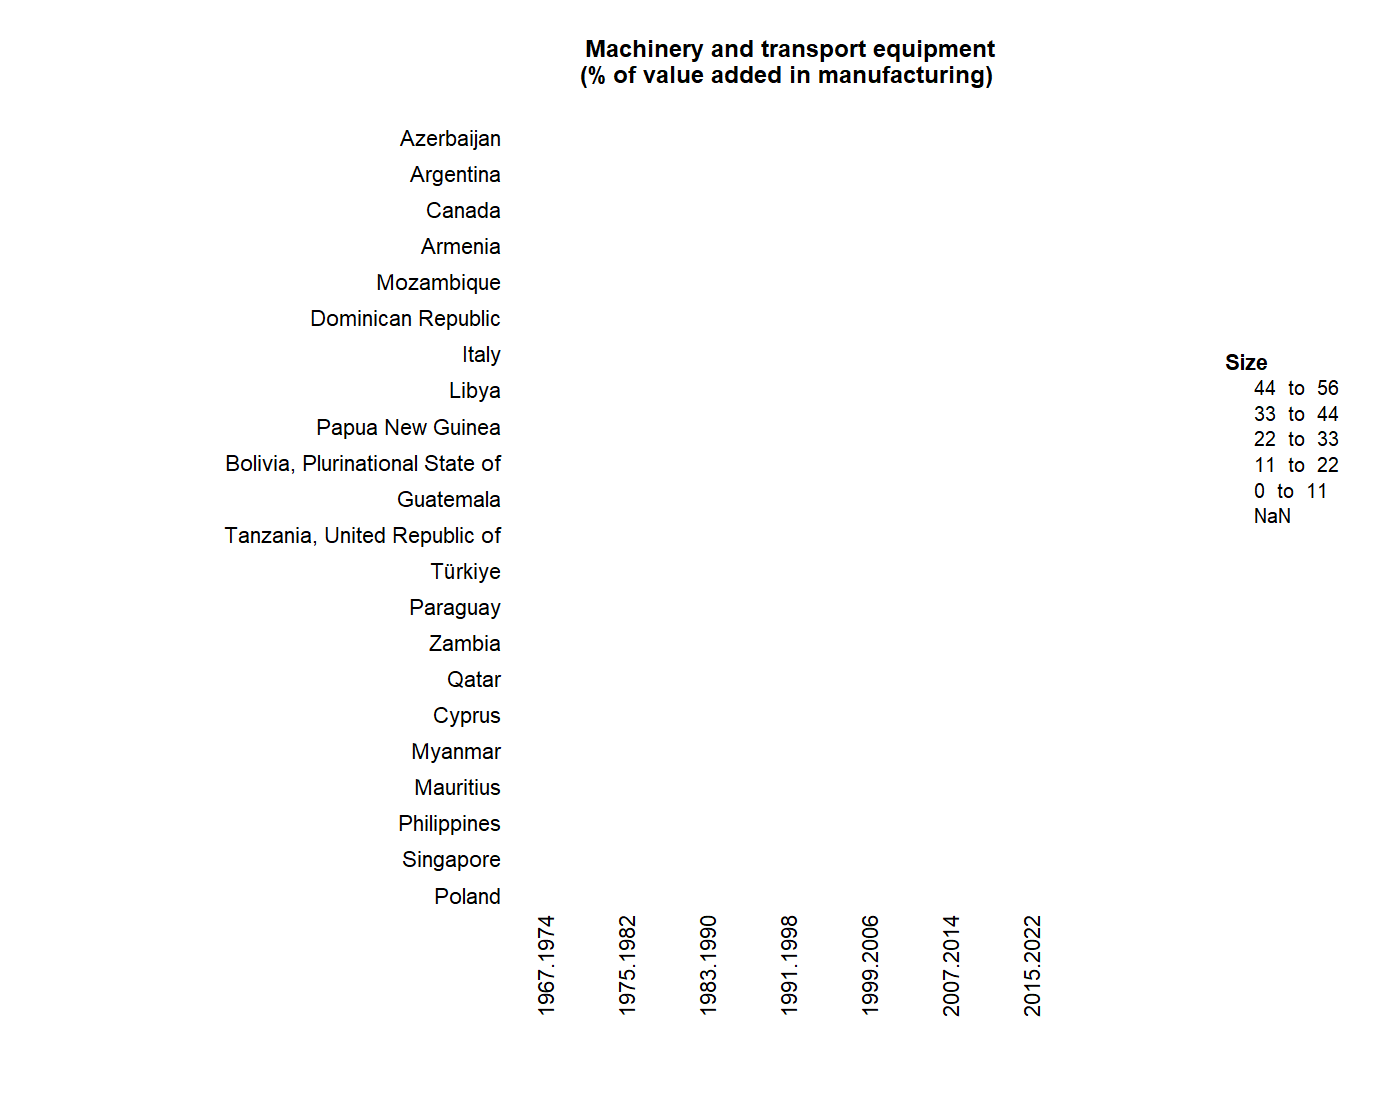 Machinery and transport equipment
(% of value added in manufacturing)
Azerbaijan
Argentina
Canada
Armenia
Mozambique
Dominican Republic
Italy
Libya
Papua New Guinea
Bolivia, Plurinational State of
Guatemala
Tanzania, United Republic of
Türkiye
Paraguay
Zambia
Qatar
Cyprus
Myanmar
Mauritius
Philippines
Singapore
Poland
1967.1974
1975.1982
1983.1990
1991.1998
1999.2006
2007.2014
2015.2022
Size
44 to 56
33 to 44
22 to 33
11 to 22
0 to 11
NaN